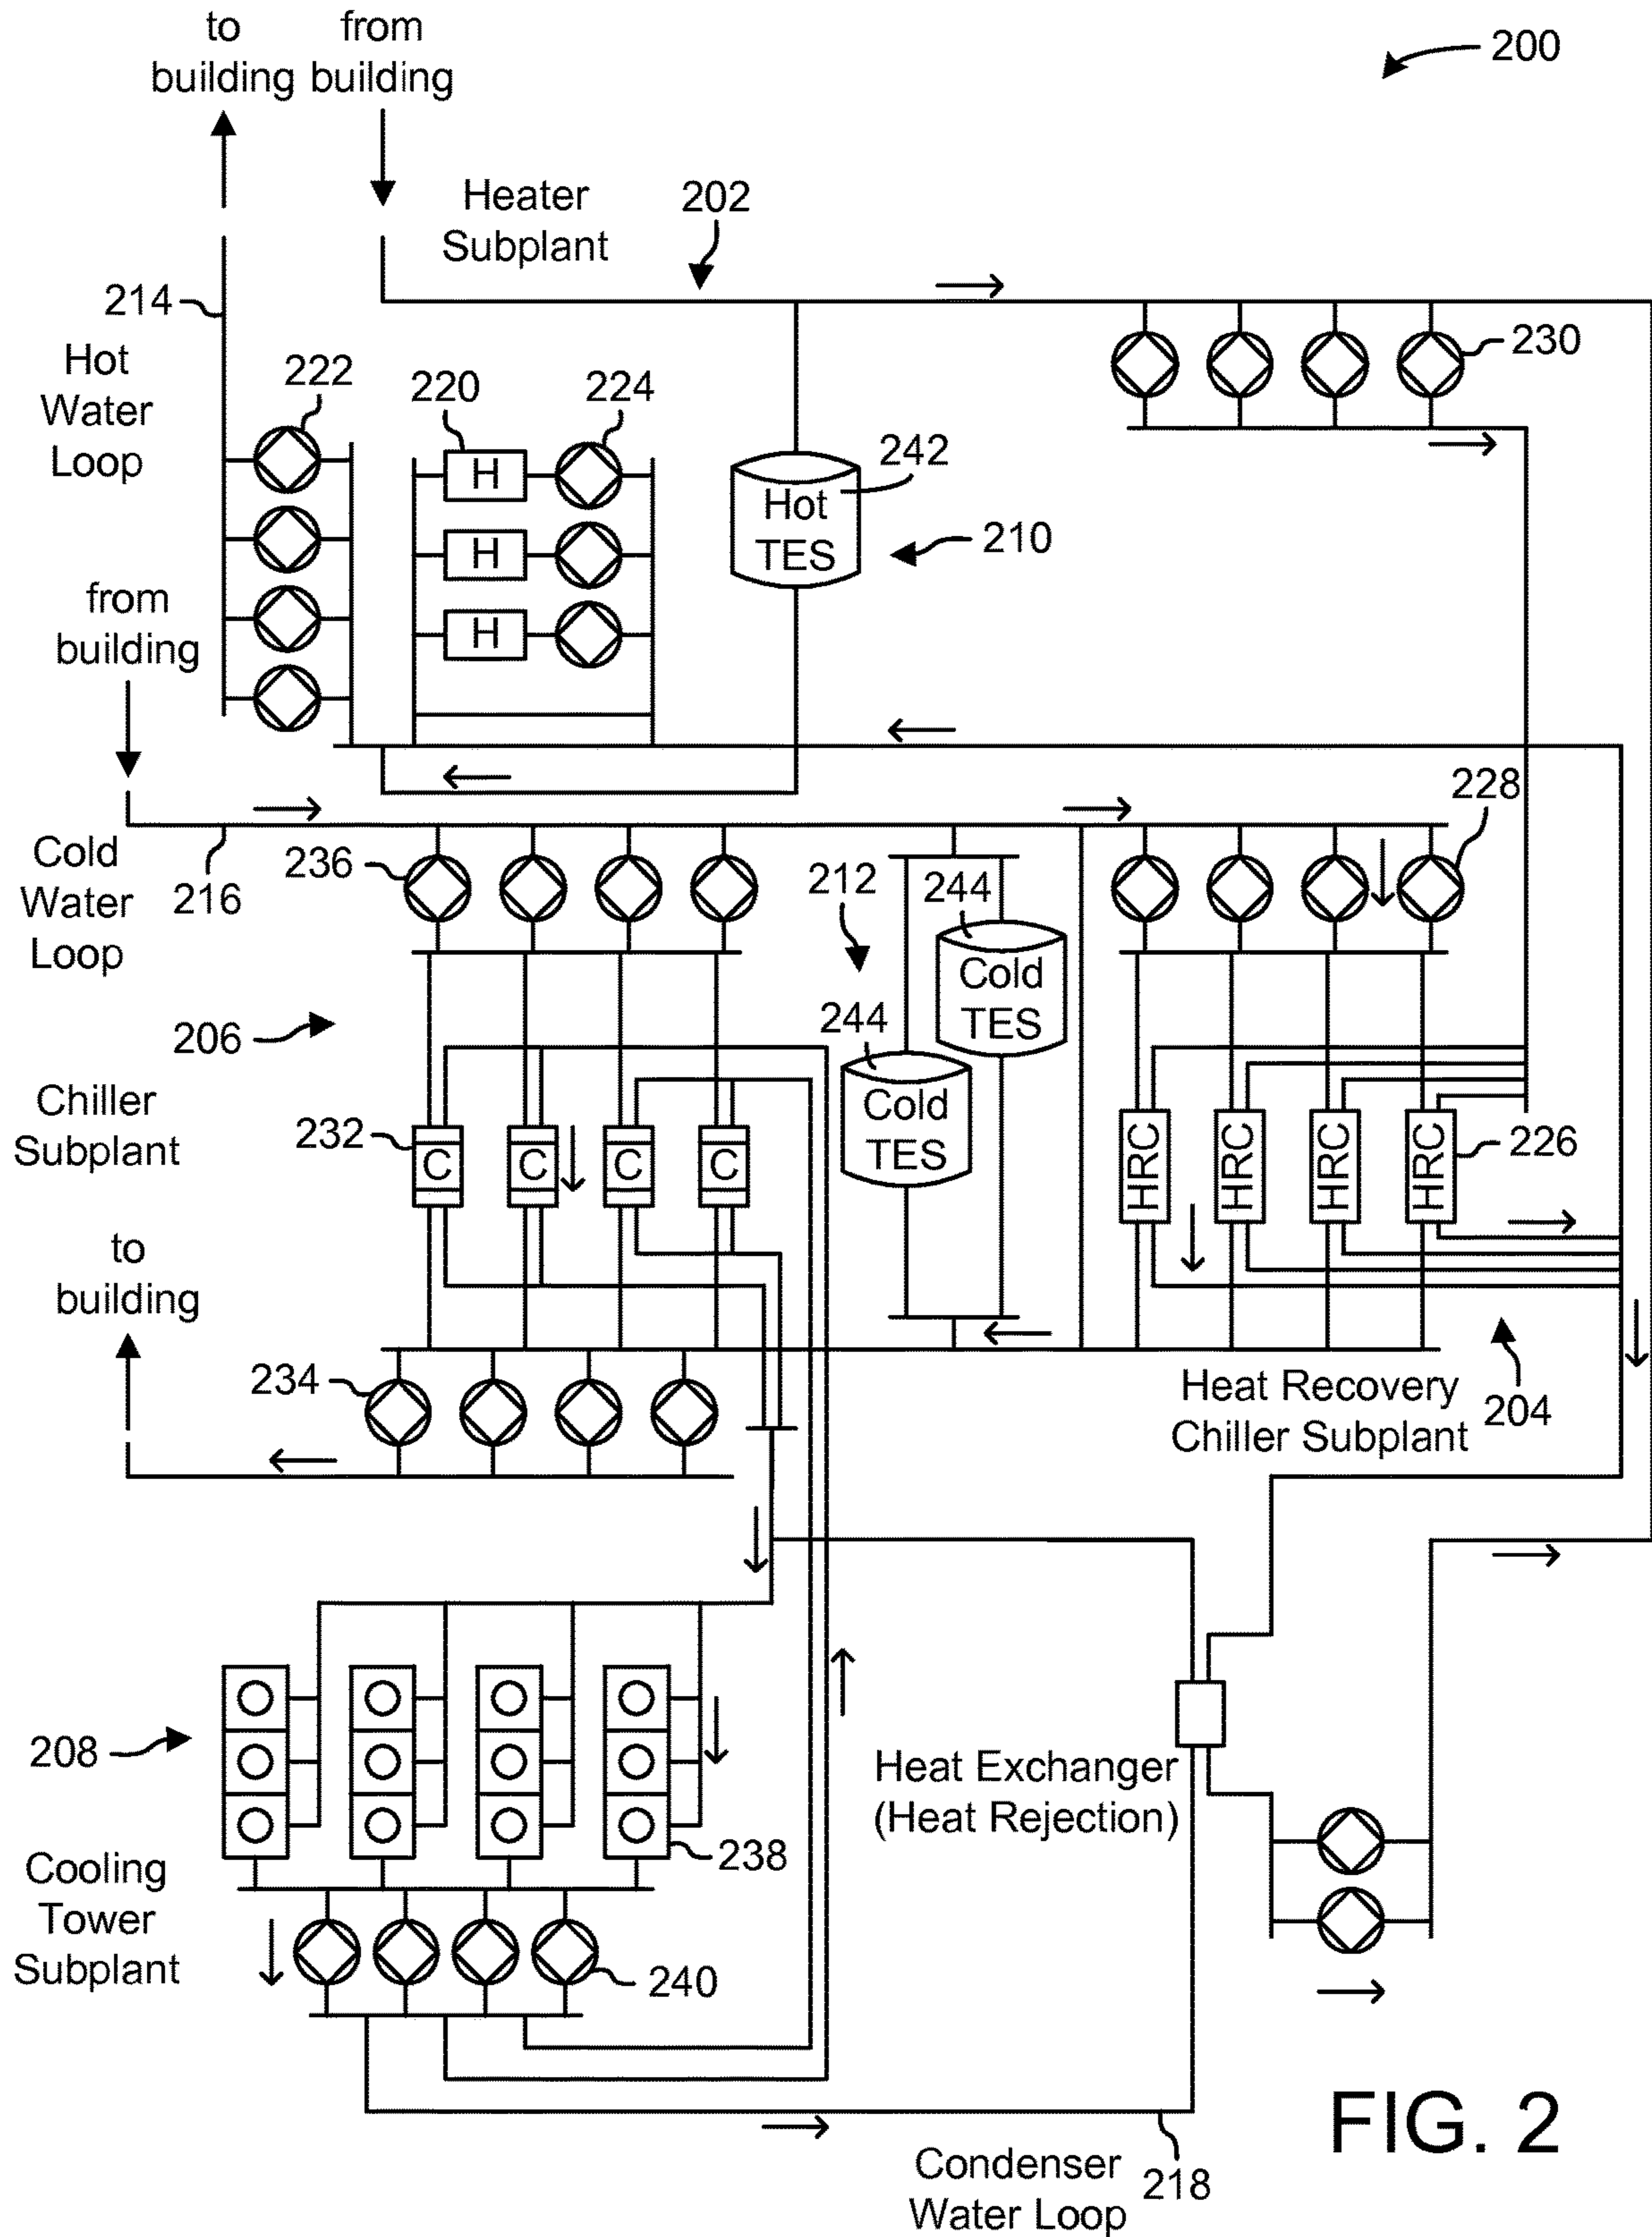 to
building
from
building
200
Heater
Subplant
202
214
Hot
Water
Loop
222
220
224
230
H
H
H
Hot
TES
242
210
from
building
228
Cold
Water
Loop
216
236
212
244
Cold
TES
244
Cold
TES
206
Chiller
Subplant
232
C
C
C
C
HRC
HRC
HRC
HRC
226
to
building
234
Heat Recovery
Chiller Subplant
204
208
238
Heat Exchanger
(Heat Rejection)
Cooling
Tower
Subplant
240
Condenser
Water Loop
218
FIG. 2